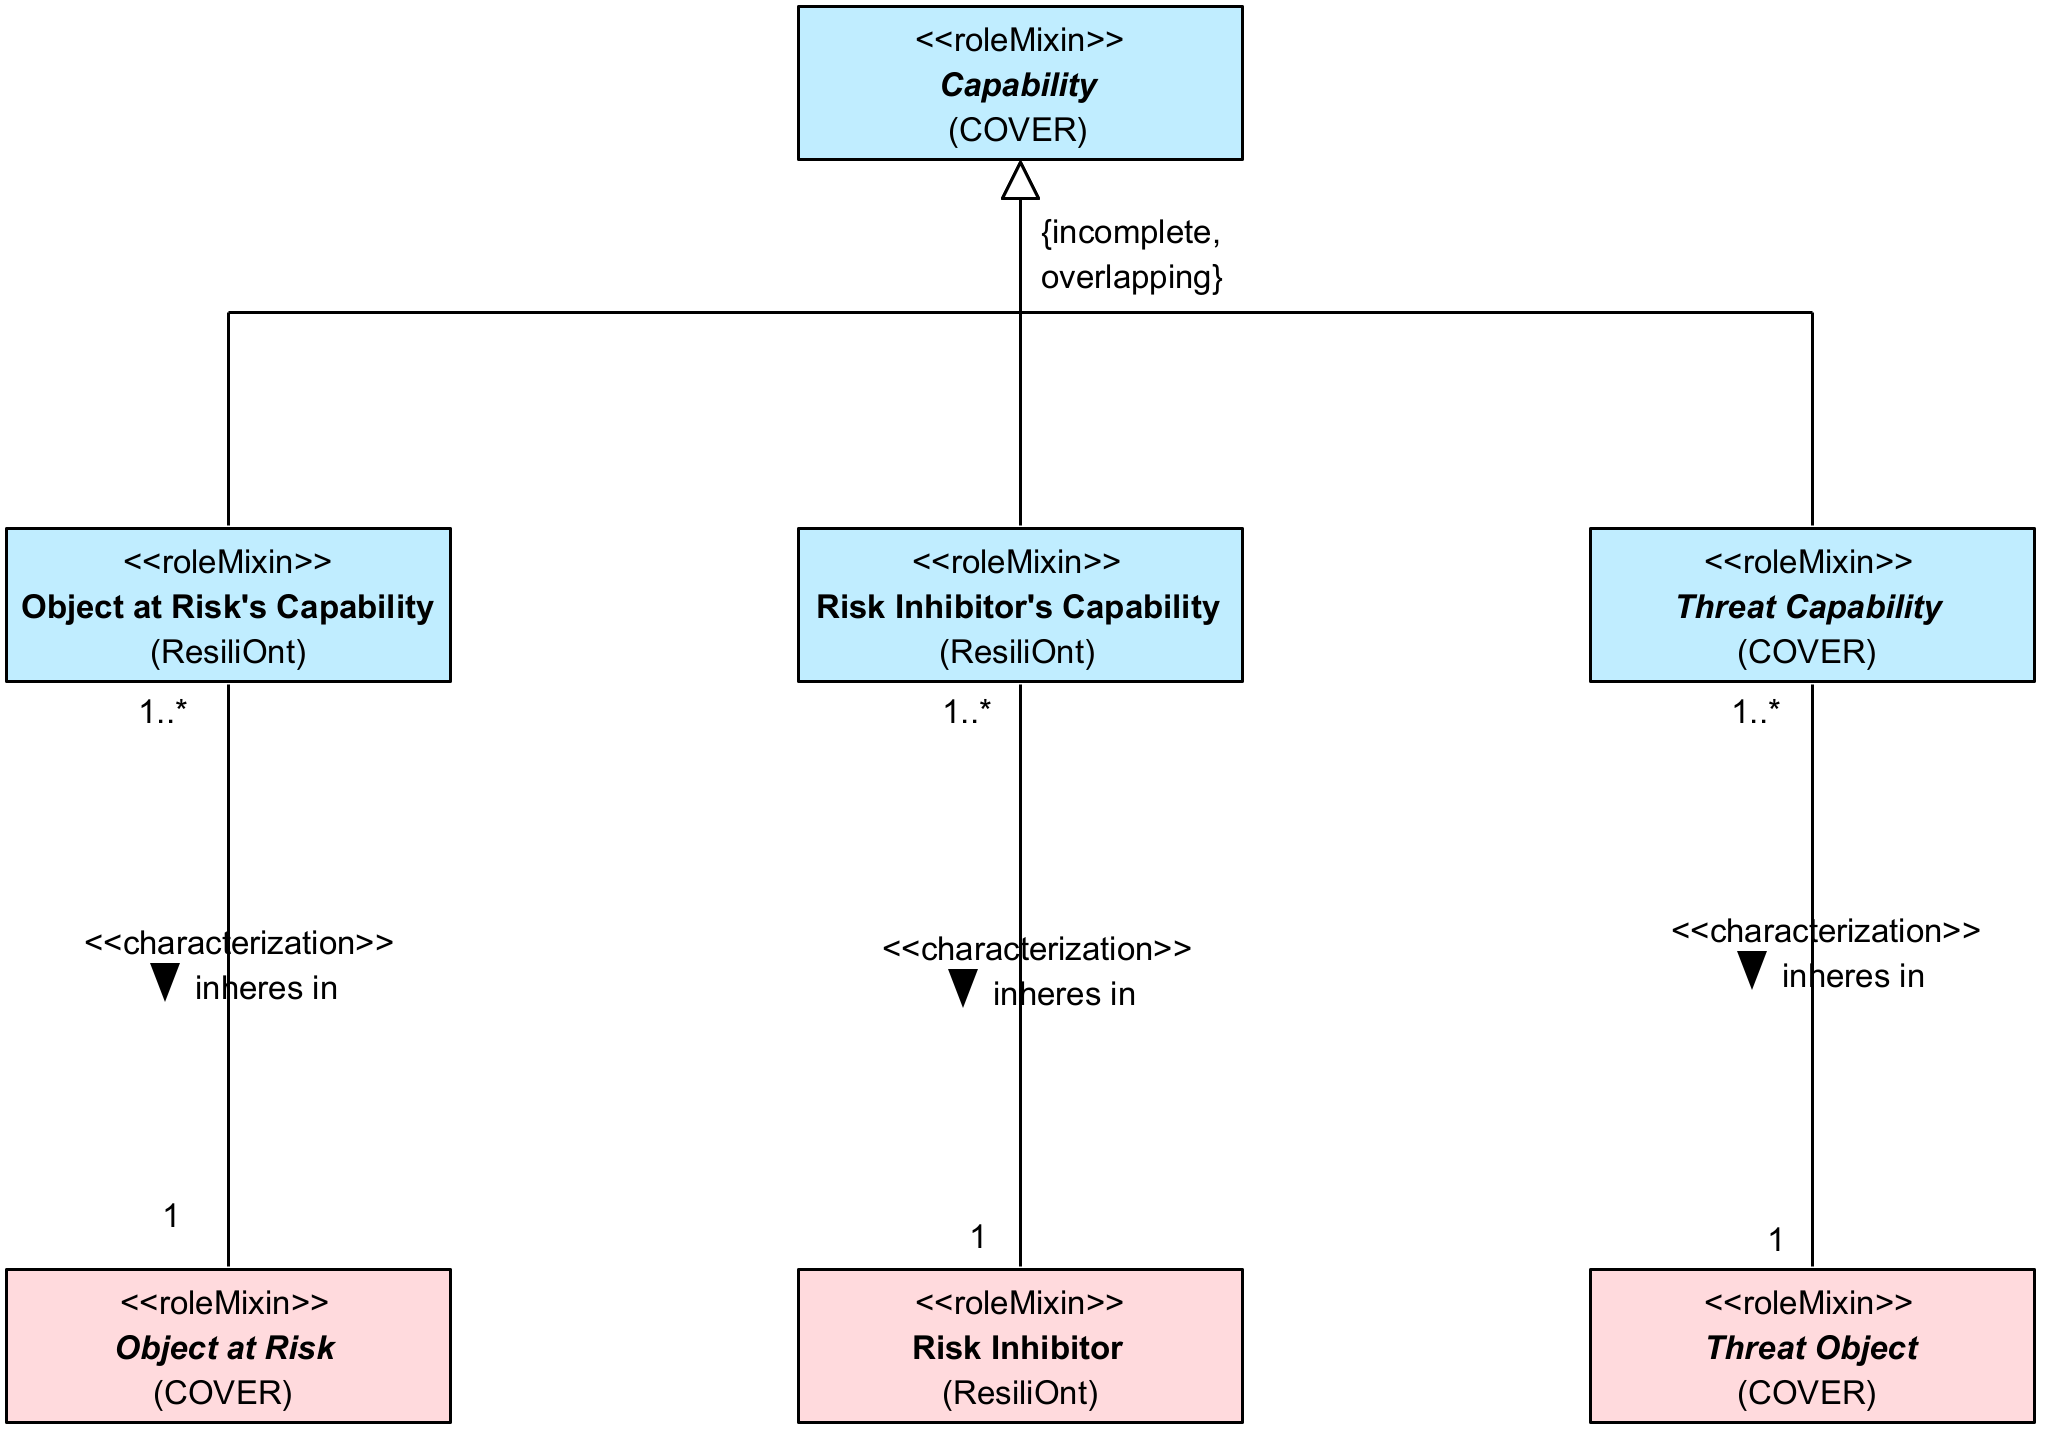 <<roleMixin>>
Capability
(COVER)
{incomplete,
overlapping}
<<roleMixin>>
Object at Risk's Capability
(ResiliOnt)
<<roleMixin>>
Risk Inhibitor's Capability
(ResiliOnt)
<<roleMixin>>
Threat Capability
(COVER)
1..*
1..*
1..*
<<characterization>>
inheres in
<<characterization>>
inheres in
<<characterization>>
inheres in
1
1
1
<<roleMixin>>
Object at Risk
(COVER)
<<roleMixin>>
Risk Inhibitor
(ResiliOnt)
<<roleMixin>>
Threat Object
(COVER)